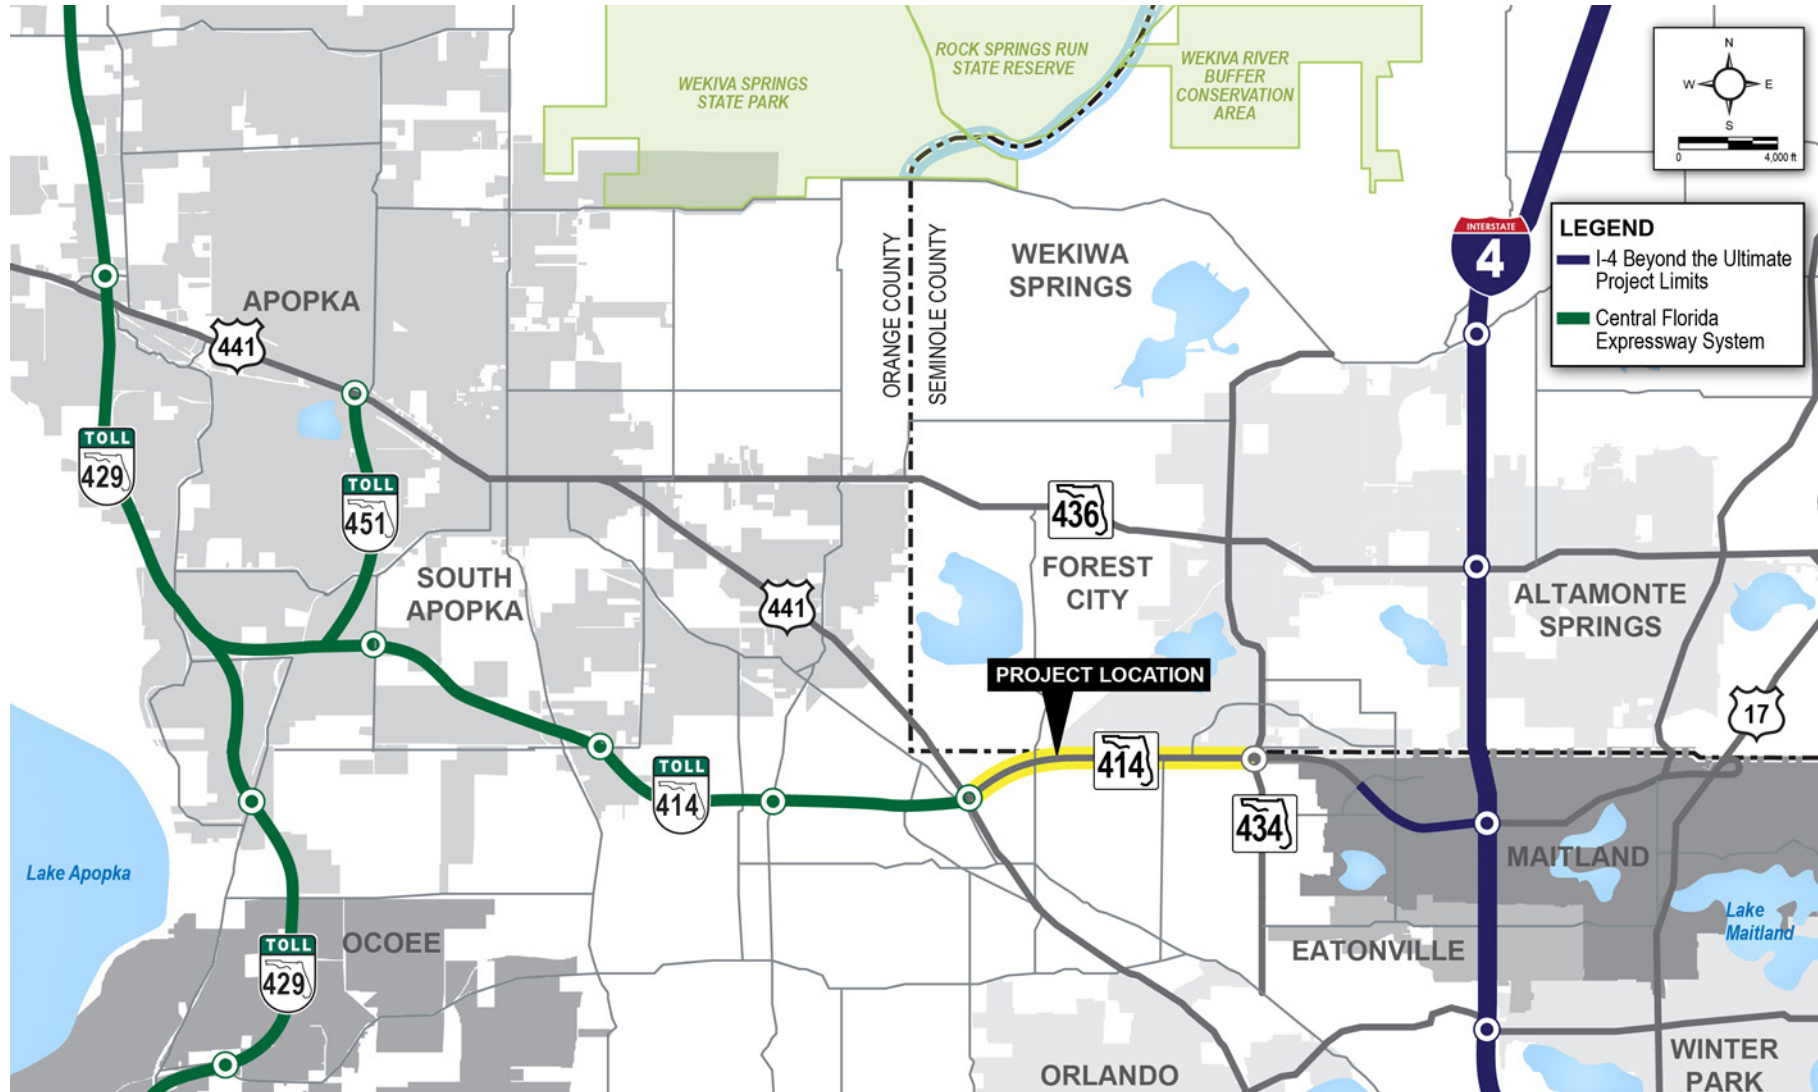 ROCK SPRINGS RUN
STATE RESERVE
WEKIVA RIVER
BUFFER
CONSERVATION
AREA
WEKIVA SPRINGS
STATE PARK
N
W
E
S
0
4,000 ft
LEGEND
I-4 Beyond the Ultimate
Project Limits
Central Florida
Expressway System
INTERSTATE
4
ORANGE COUNTY
SEMINOLE COUNTY
WEKIWA
SPRINGS
APOPKA
441
TOLL
429
TOLL
451
436
SOUTH
APOPKA
441
FOREST
CITY
ALTAMONTE
SPRINGS
PROJECT LOCATION
17
414
TOLL
414
434
MAITLAND
Lake Apopka
Lake
Maitland
OCOEE
EATONVILLE
TOLL
429
ORLANDO
WINTER
PARK